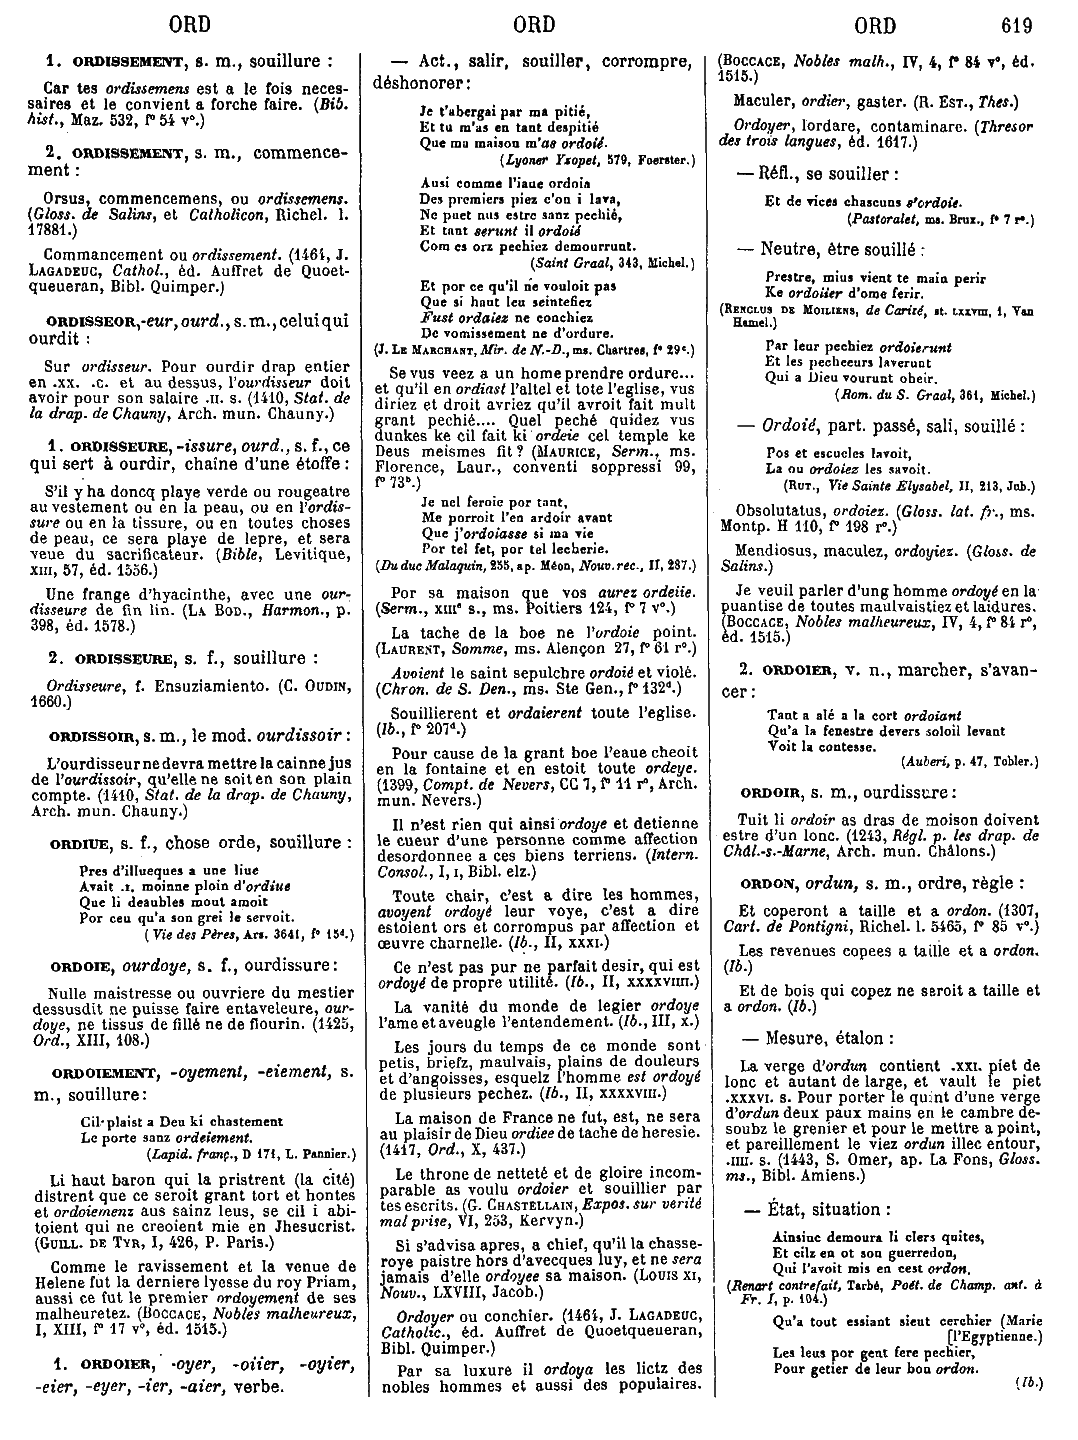 ORD
ORD
ORD 619
1. ORDISSEMENT, s. m., souillure :
Car tes ordissemens est a le fois neces-
saires et le convient a forche faire. (Bib.
hist., Maz. 532, f° 54 v°.)
2. ORDISSEMENT, s. m., commence-
ment :
Orsus, commencemens, ou ordissemens.
(Gloss. de Salins, et Catholicon, Richel. l.
17881.)
Commancement ou ordissement. (1464, J.
LAGADEUC, Cathol., éd. Auffret de Quoet-
queueran, Bibl. Quimper.)
ORDISSEOR,-eur, ourd., s. m., celui qui
ourdit :
Sur ordisseur. Pour ourdir drap entier
en .XX. .C. et au dessus, l'ourdisseur doit
avoir pour son salaire .II. s. (1410, Stat. de
la drap. de Chauny, Arch. mun. Chauny.)
1. ORDISSEURE, -issure, ourd., s. f., ce
qui sert à ourdir, chaîne d'une étoffe :
S'il y ha doncq playe verde ou rougeatre
au vestement ou en la peau, ou en l'ordis-
sure ou en la tissure, ou en toutes choses
de peau, ce sera playe de lepre, et sera
veue du sacrificateur. (Bible, Levitique,
XIII, 57, éd. 1556.)
Une frange d'hyacinthe, avec une our-
disseure de fin lin. (LA BOD., Harmon., p.
398, éd. 1578.)
2. ORDISSEURE, s. f., souillure :
Ordisseure, f. Ensuziamiento. (C. OUDIN,
1660.)
ORDISSOIR, s. m., le mod. ourdissoir :
L'ourdisseur ne devra mettre la cainne jus
de l'ourdissoir, qu'elle ne soit en son plain
compte. (1410, Stat. de la drap. de Chauny,
Arch. mun. Chauny.)
ORDIUE, s. f., chose orde, souillure :
Pres d'illueques a une liue
Avait .I. moinne ploin d'ordiue
Que li deaubles mout amoit
Por ceu qu'a son grei le servoit.
(Vie des Pères, Ars. 3641, f° 15d.)
ORDOIE, ourdoye, s. f., ourdissure :
Nulle maistresse ou ouvriere du mestier
dessusdit ne puisse faire entaveleure, our-
doye, ne tissus de fillé ne de flourin. (1425,
Ord., XIII, 108.)
ORDOIEMENT, -oyement, -eiement, s.
m., souillure :
Cil plaist a Deu ki chastement
Le porte sanz ordeiement.
(Lapid. franç., D 171, L. Pannier.)
Li haut baron qui la pristrent (la cité)
distrent que ce seroit grant tort et hontes
et ordoiemenz aus sainz leus, se cil i abi-
toient qui ne creoient mie en Jhesucrist.
(GUILL. DE TYR, I, 426, P. Paris.)
Comme le ravissement et la venue de
Helene fut la derniere lyesse du roy Priam,
aussi ce fut le premier ordoyement de ses
malheuretez. (BOCCACE, Nobles malheureux,
I, XIII, f° 17 v°, éd. 1515.)
1. ORDOIER, -oyer, -oiier, -oyier,
-eier, -eyer, -ier, -aier, verbe.
— Act., salir, souiller, corrompre,
déshonorer :
Je t'abergai par ma pitié,
Et tu m'as en tant despitié
Que ma maison m'as ordoié.
(Lyoner Ysopet, 579, Foerster.)
Ausi comme l'iaue ordoia
Des premiers piez c'on i lava,
Ne puet nus estre sanz pechié,
Et tant serunt il ordoié
Com es orz pechiez demourrunt.
(Saint Graal, 343, Michel.)
Et por ce qu'il ne vouloit pas
Que si haut leu seintefiez
Fust ordaiez ne conchiez
De vomissement ne d'ordure.
(J. LE MARCHANT, Mir. de N.-D., ms. Chartres, f° 29c.)
Se vus veez a un home prendre ordure...
et qu'il en ordiast l'altel et tote l'eglise, vus
diriez et droit avriez qu'il avroit fait mult
grant pechié.... Quel peché quidez vus
dunkes ke cil fait ki ordeie cel temple ke
Deus meismes fit? (MAURICE, Serm., ms.
Florence, Laur., conventi soppressi 99,
f° 73b.)
Je nel feroie por tant,
Me porroit l'en ardoir avant
Que j'ordoiasse si ma vie
Por tel fet, por tel lecherie.
(Du duc Malaquin, 255, ap. Méon, Nouv. rec., II, 287.)
Por sa maison que vos aurez ordeiie.
(Serm., XIIIe s., ms. Poitiers 124, f° 7 v°.)
La tache de la boe ne l'ordoie point.
(LAURENT, Somme, ms. Alençon 27, f° 61 r°.)
Avoient le saint sepulchre ordoié et violé.
(Chron. de S. Den., ms. Ste Gen., f° 132d.)
Souillierent et ordaierent toute l'eglise.
(Ib., f° 207d.)
Pour cause de la grant boe l'eaue cheoit
en la fontaine et en estoit toute ordeye.
(1399, Compt. de Nevers, CC 7, f° 11 r°, Arch.
mun. Nevers.)
Il n'est rien qui ainsi ordoye et detienne
le cueur d'une personne comme affection
desordonnee a ces biens terriens. (Intern.
Consol., I, I, Bibl. elz.)
Toute chair, c'est a dire les hommes,
avoyent ordoyé leur voye, c'est a dire
estoient ors et corrompus par affection et
œuvre charnelle. (Ib., II, XXXI.)
Ce n'est pas pur ne parfait desir, qui est
ordoyé de propre utilité. (Ib., II, XXXXVIIII.)
La vanité du monde de legier ordoye
l'ame et aveugle l'entendement. (Ib., III, X.)
Les jours du temps de ce monde sont
petis, briefz, maulvais, plains de douleurs
et d'angoisses, esquelz l'homme est ordoyé
de plusieurs pechez. (Ib., II, XXXXVIII.)
La maison de France ne fut, est, ne sera
au plaisir de Dieu ordiee de tache de heresie.
(1417, Ord., X, 437.)
Le throne de netteté et de gloire incom-
parable as voulu ordoier et souillier par
tes escrits. (G. CHASTELLAIN, Expos. sur verité
mal prise, VI, 253, Kervyn.)
Si s'advisa apres, a chief, qu'il la chasse-
roye paistre hors d'avecques luy, et ne sera
jamais d'elle ordoyee sa maison. (LOUIS XI,
Nouv., LXVIII, Jacob.)
Ordoyer ou conchier. (1464, J. LAGADEUC,
Catholic., éd. Auffret de Quoetqueueran,
Bibl. Quimper.)
Par sa luxure il ordoya les lictz des
nobles hommes et aussi des populaires.
(BOCCACE, Nobles malh., IV, 4, f° 84 v°, éd.
1515.)
Maculer, ordier, gaster. (R. EST., Thes.)
Ordoyer, lordare, contaminare. (Thresor
des trois langues, éd. 1617.)
— Réfl., se souiller :
Et de vices chascuns s'ordoie.
(Pastoralet, ms. Brux., f° 7 r°.)
— Neutre, être souillé :
Prestre, mius vient te main perir
Ke ordoiier d'ome ferir.
(RENCLUS DE MOILIENS, de Carité, st. LXXVIII, 1, Van
Hamel.)
Par leur pechiez ordoierunt
Et les pecheeurs laverunt
Qui a Dieu vourunt obeir.
(Rom. du S. Graal, 361, Michel.)
— Ordoié, part. passé, sali, souillé :
Pos et escueles lavoit,
La ou ordoiez les savoit.
(RUT., Vie Sainte Elysabel, II, 213, Jub.)
Obsolutatus, ordoiez. (Gloss. lat. fr., ms.
Montp. H 110, f° 198 r°.)
Mendiosus, maculez, ordoyiez. (Gloss. de
Salins.)
Je veuil parler d'ung homme ordoyé en la
puantise de toutes maulvaistiez et laidures.
(BOCCACE, Nobles malheureux, IV, 4, f° 84 r°,
éd. 1515.)
2. ORDOIER, v. n., marcher, s'avan-
cer :
Tant a alé a la cort ordoiant
Qu'a la fenestre devers soloil levant
Voit la contesse.
(Auberi, p. 47, Tobler.)
ORDOIR, s. m., ourdissure :
Tuit li ordoir as dras de moison doivent
estre d'un lonc. (1243, Régl. p. les drap. de
Châl.-s.-Marne, Arch. mun. Châlons.)
ORDON, ordun, s. m., ordre, règle :
Et coperont a taille et a ordon. (1307,
Cart. de Pontigni, Richel. l. 5465, f° 85 v°.)
Les revenues copees a taille et a ordon.
(Ib.)
Et de bois qui copez ne seroit a taille et
a ordon. (Ib.)
— Mesure, étalon :
La verge d'ordun contient .XXI. piet de
lonc et autant de large, et vault le piet
.XXXVI. s. Pour porter le quint d'une verge
d'ordun deux paux mains en le cambre de-
soubz le grenier et pour le mettre a point,
et pareillement le viez ordun illec entour,
.IIII. s. (1443, S. Omer, ap. La Fons, Gloss.
ms., Bibl. Amiens.)
— État, situation :
Ainsinc demoura li clers quites,
Et cilz en ot son guerredon,
Qui l'avoit mis en cest ordon.
(Renart contrefait, Tarbé, Poét. de Champ. ant. à
Fr. I, p. 104.)
Qu'a tout essiant sieut cerchier (Marie
[l'Egyptienne.)
Les leus por gent fere pechier,
Pour getier de leur bon ordon.
(Ib.)